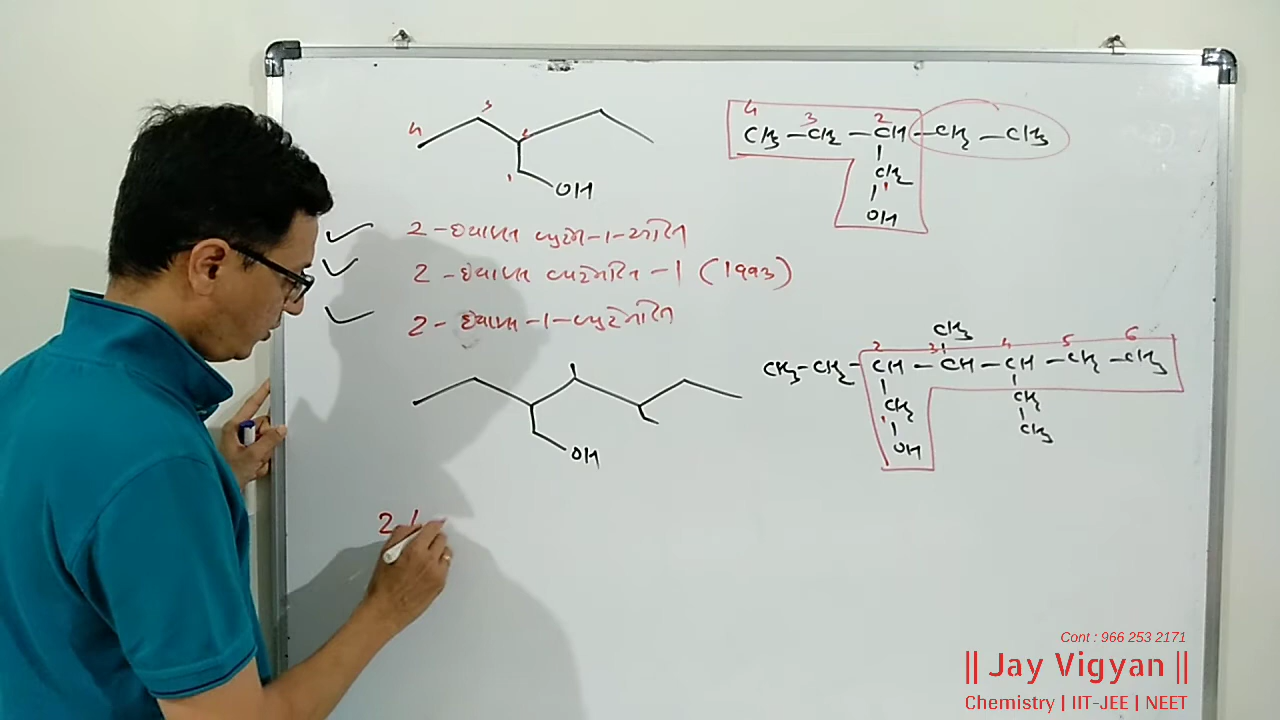 4 3 2
1 OH
4 3 2
CH3 – CH2 – CH – CH2 – CH3
CH2 1
OH
2 - ઇથાઇલ બ્યુટેન-1-ઓલ
2 - ઇથાઇલ બ્યુટેનોલ - 1 (1993)
2 - ઇથાઇલ-1-બ્યુટેનોલ
CH3
2 3 4 5 6
CH3 – CH2 – CH – CH – CH – CH2 – CH3
1 CH2 CH2
OH CH3
OH
2,
Cont : 966 253 2171
|| Jay Vigyan ||
Chemistry | IIT-JEE | NEET